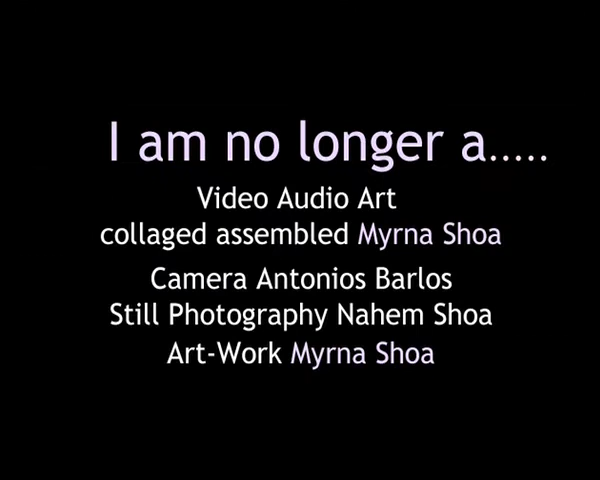 I am no longer a.....
Video Audio Art
collaged assembled Myrna Shoa
Camera Antonios Barlos
Still Photography Nahem Shoa
Art-Work Myrna Shoa